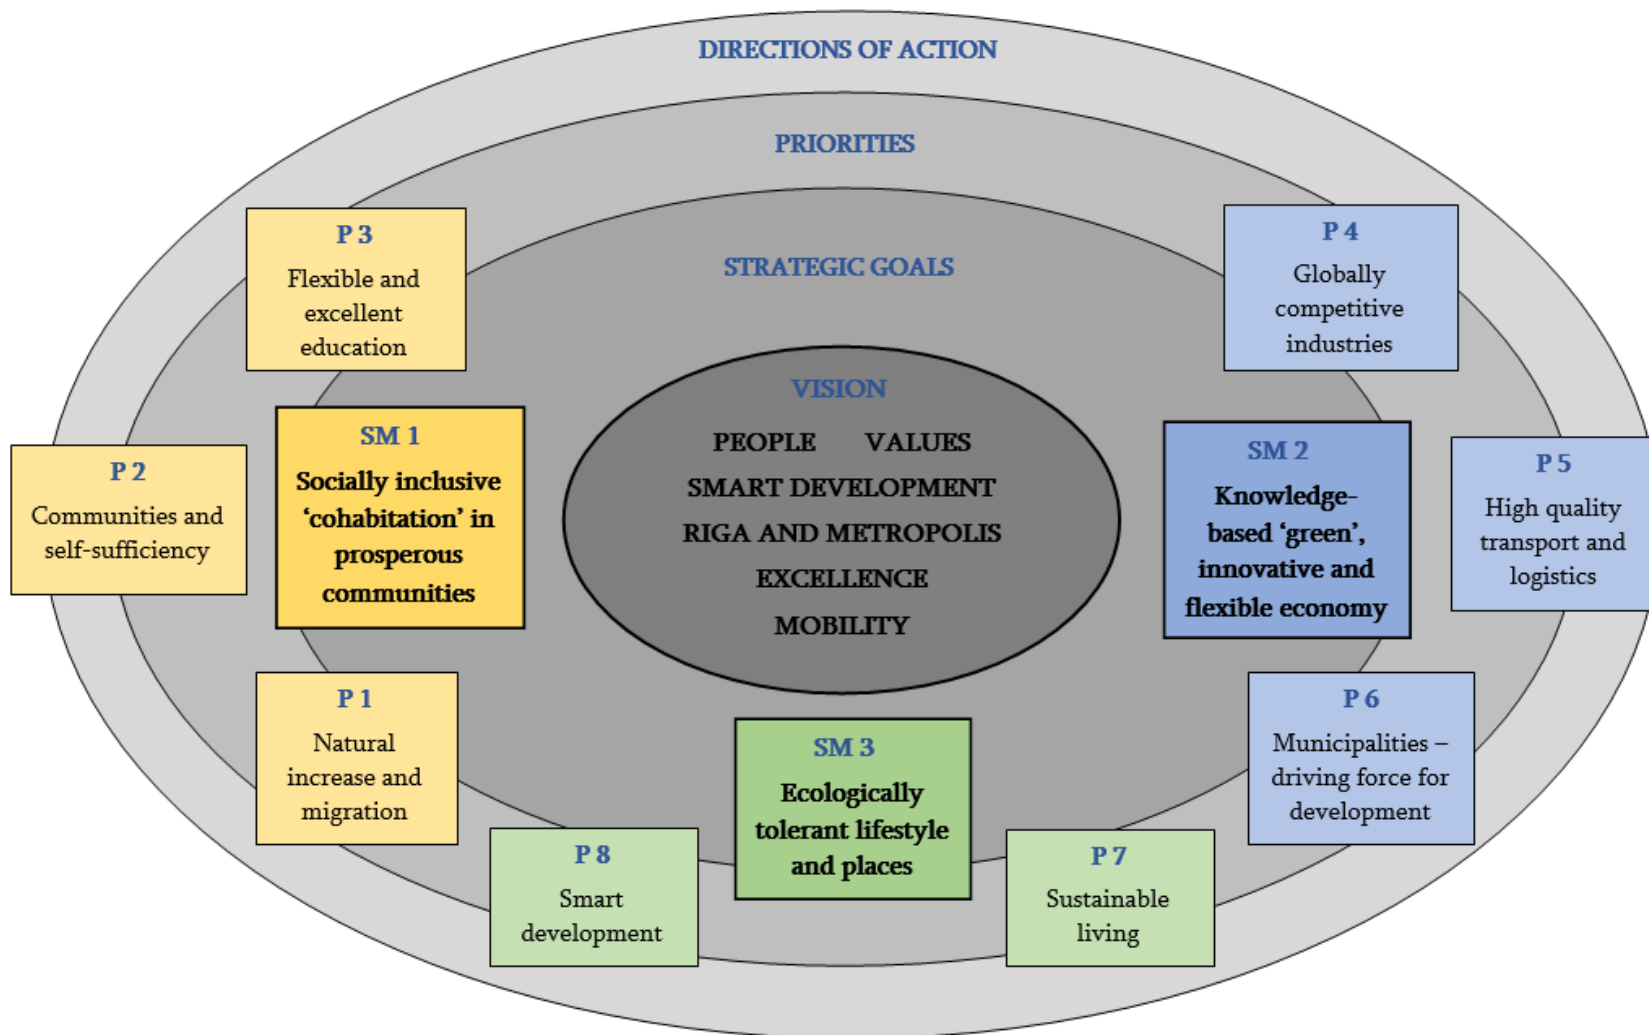 DIRECTIONS OF ACTION
PRIORITIES
STRATEGIC GOALS
P 3
Flexible and
excellent
education
P 4
Globally
competitive
industries
VISION
PEOPLE VALUES
SMART DEVELOPMENT
RIGA AND METROPOLIS
EXCELLENCE
MOBILITY
P 2
Communities and
self-sufficiency
SM 1
Socially inclusive
‘cohabitation’ in
prosperous
communities
SM 2
Knowledge-
based ‘green’,
innovative and
flexible economy
P 5
High quality
transport and
logistics
P 1
Natural
increase and
migration
SM 3
Ecologically
tolerant lifestyle
and places
P 6
Municipalities –
driving force for
development
P 8
Smart
development
P 7
Sustainable
living